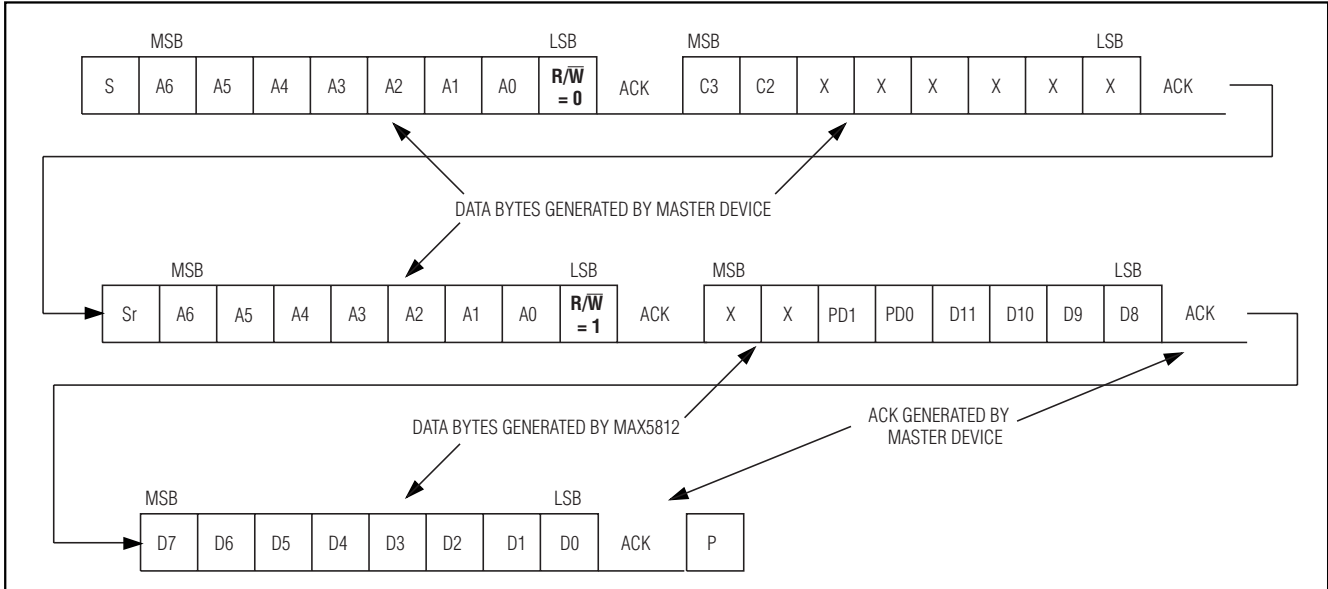 MSB LSB MSB LSB
S A6 A5 A4 A3 A2 A1 A0 R/W̅ = 0 ACK C3 C2 X X X X X X ACK
DATA BYTES GENERATED BY MASTER DEVICE
MSB LSB MSB LSB
Sr A6 A5 A4 A3 A2 A1 A0 R/W̅ = 1 ACK X X PD1 PD0 D11 D10 D9 D8 ACK
DATA BYTES GENERATED BY MAX5812
ACK GENERATED BY
MASTER DEVICE
MSB LSB
D7 D6 D5 D4 D3 D2 D1 D0 ACK P